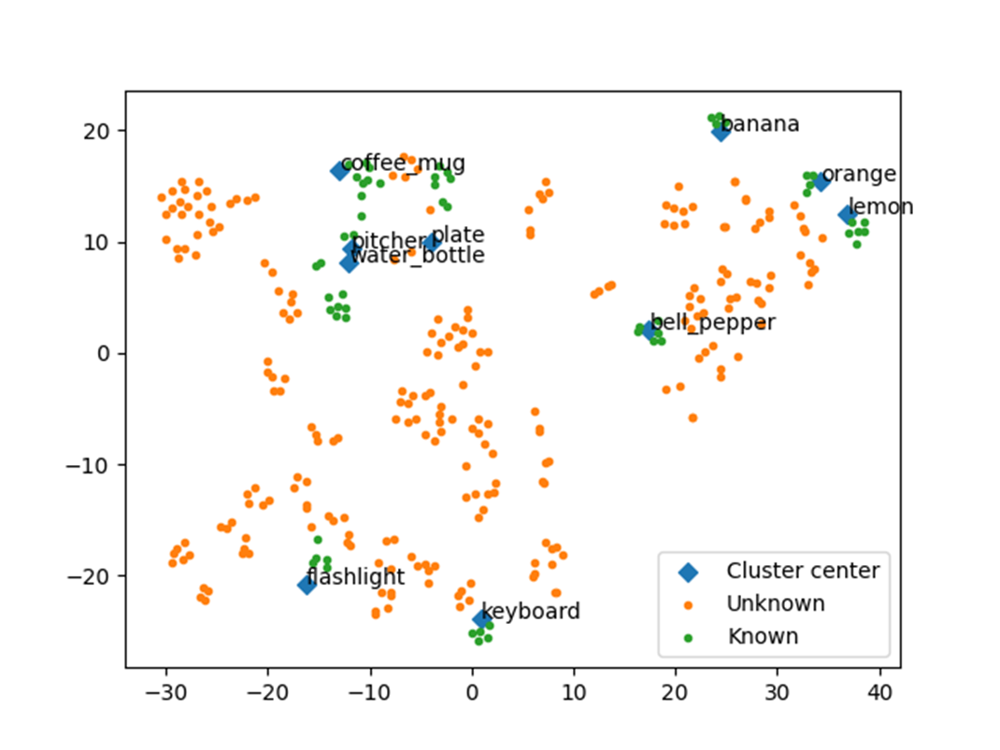 banana
coffee_mug
orange
lemon
plate
pitcher
water_bottle
bell_pepper
flashlight
keyboard
20
10
0
−10
−20
−30
−20
−10
0
10
20
30
40
Cluster center
Unknown
Known